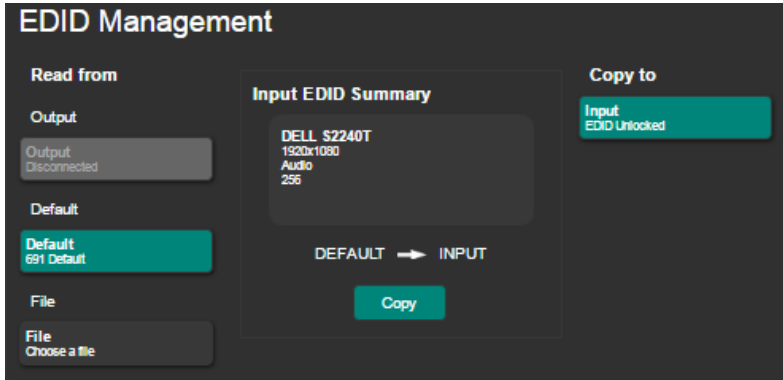 EDID Management
Read from
Output
Output
Disconnected
Default
Default
691 Default
File
File
Choose a file
Input EDID Summary
DELL S2240T
1920x1080
Audio
256
DEFAULT INPUT
Copy
Copy to
Input
EDID Unlocked